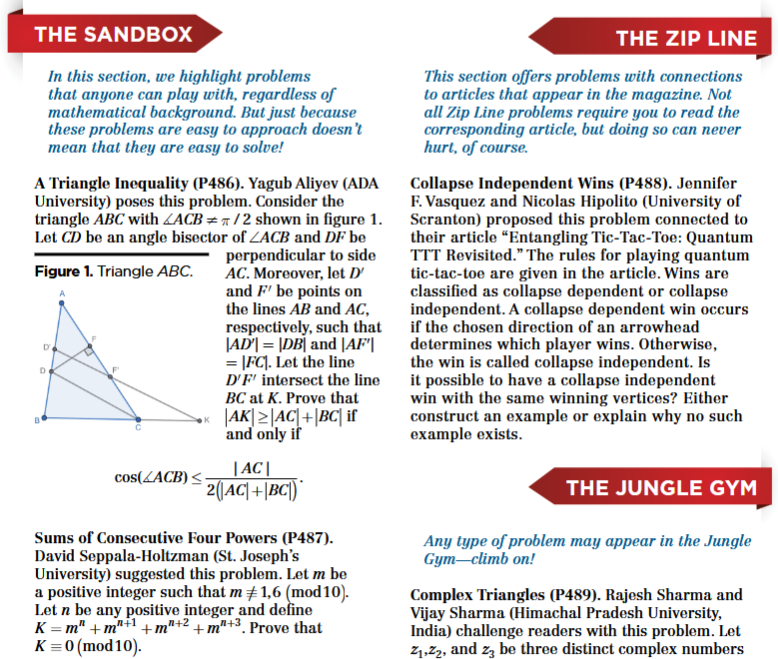 THE SANDBOX
In this section, we highlight problems
that anyone can play with, regardless of
mathematical background. But just because
these problems are easy to approach doesn't
mean that they are easy to solve!
A Triangle Inequality (P486). Yagub Aliyev (ADA
University) poses this problem. Consider the
triangle ABC with ∠ACB ≠ π / 2 shown in figure 1.
Let CD be an angle bisector of ∠ACB and DF be
perpendicular to side
AC. Moreover, let D′
and F′ be points on
the lines AB and AC,
respectively, such that
|AD′| = |DB| and |AF′|
= |FC|. Let the line
D′F′ intersect the line
BC at K. Prove that
|AK| ≥ |AC| + |BC| if
and only if
Figure 1. Triangle ABC.
A
F
D'
D
F'
B
C
K
cos(∠ACB) ≤ |AC| / 2(|AC| + |BC|).
Sums of Consecutive Four Powers (P487).
David Seppala-Holtzman (St. Joseph's
University) suggested this problem. Let m be
a positive integer such that m ≢ 1,6 (mod 10).
Let n be any positive integer and define
K = mⁿ + mⁿ⁺¹ + mⁿ⁺² + mⁿ⁺³. Prove that
K ≡ 0 (mod 10).
THE ZIP LINE
This section offers problems with connections
to articles that appear in the magazine. Not
all Zip Line problems require you to read the
corresponding article, but doing so can never
hurt, of course.
Collapse Independent Wins (P488). Jennifer
F. Vasquez and Nicolas Hipolito (University of
Scranton) proposed this problem connected to
their article "Entangling Tic-Tac-Toe: Quantum
TTT Revisited." The rules for playing quantum
tic-tac-toe are given in the article. Wins are
classified as collapse dependent or collapse
independent. A collapse dependent win occurs
if the chosen direction of an arrowhead
determines which player wins. Otherwise,
the win is called collapse independent. Is
it possible to have a collapse independent
win with the same winning vertices? Either
construct an example or explain why no such
example exists.
THE JUNGLE GYM
Any type of problem may appear in the Jungle
Gym—climb on!
Complex Triangles (P489). Rajesh Sharma and
Vijay Sharma (Himachal Pradesh University,
India) challenge readers with this problem. Let
z₁, z₂, and z₃ be three distinct complex numbers